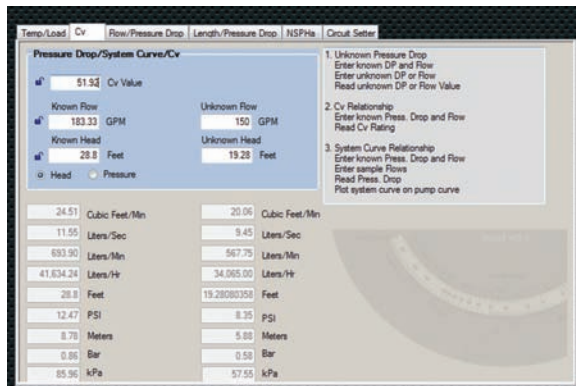 Temp/Load Cv Flow/Pressure Drop Length/Pressure Drop NSPHa Circuit Setter
Pressure Drop/System Curve/Cv
51.92 Cv Value
Known Flow Unknown Flow
183.33 GPM 150 GPM
Known Head Unknown Head
28.8 Feet 19.28 Feet
Head Pressure
1. Unknown Pressure Drop
Enter known DP and Flow
Enter unknown DP or Flow
Read unknown DP or Flow Value
2. Cv Relationship
Enter known Press. Drop and Flow
Read Cv Rating
3. System Curve Relationship
Enter known Press. Drop and Flow
Enter sample Flows
Read Press. Drop
Plot system curve on pump curve
24.51 Cubic Feet/Min 20.06 Cubic Feet/Min
11.55 Liters/Sec 9.45 Liters/Sec
693.90 Liters/Min 567.75 Liters/Min
41,634.24 Liters/Hr 34,065.00 Liters/Hr
28.8 Feet 19.28080358 Feet
12.47 PSI 8.35 PSI
8.78 Meters 5.88 Meters
0.86 Bar 0.58 Bar
85.96 kPa 57.55 kPa